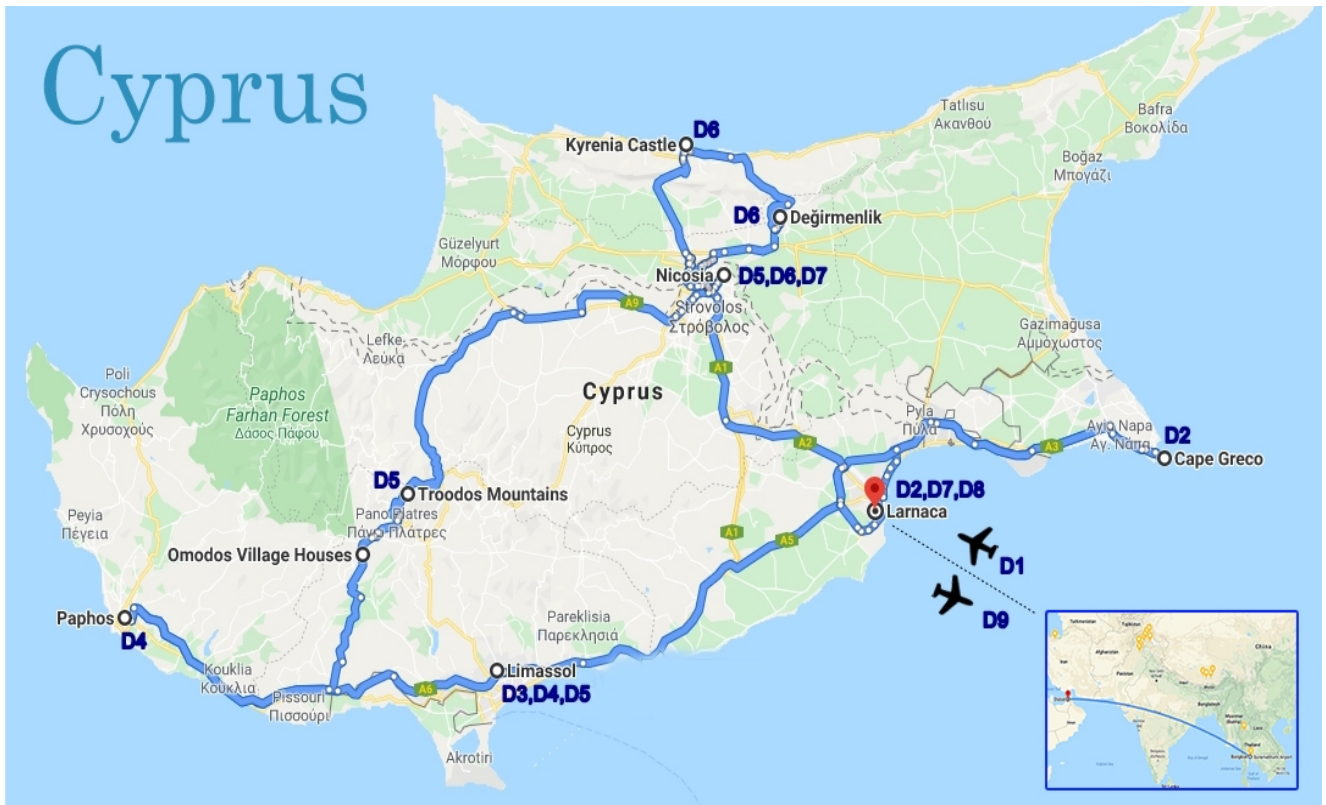 Cyprus
Kyrenia Castle
D6
Tatlısu
Ακανθού
Bafra
Βοκολίδα
Boğaz
Μπογάζι
D6
Değirmenlik
Güzelyurt
Μόρφου
Nicosia
D5,D6,D7
Strovolos
Στρόβολος
A9
Gazimağusa
Αμμόχωστος
Lefke
Λεύκα
A1
Poli
Crysochous
Πόλη
Χρυσοχούς
Paphos
Farhan Forest
Δάσος Πάφου
Cyprus
Cyprus
Κύπρος
Pyla
Πύλα
Ayio Napa
Αγ. Νάπα
D2
A2
A3
Cape Greco
D5
Troodos Mountains
D2,D7,D8
Larnaca
Peyia
Πέγεια
Pano Platres
Πάνω Πλάτρες
A1
A5
Omodos Village Houses
D1
D9
Paphos
D4
Pareklisia
Παρεκλησιά
Kouklia
Κούκλια
Limassol
A6
D3,D4,D5
Pissouri
Πισσούρι
Akrotiri
China
Thailand